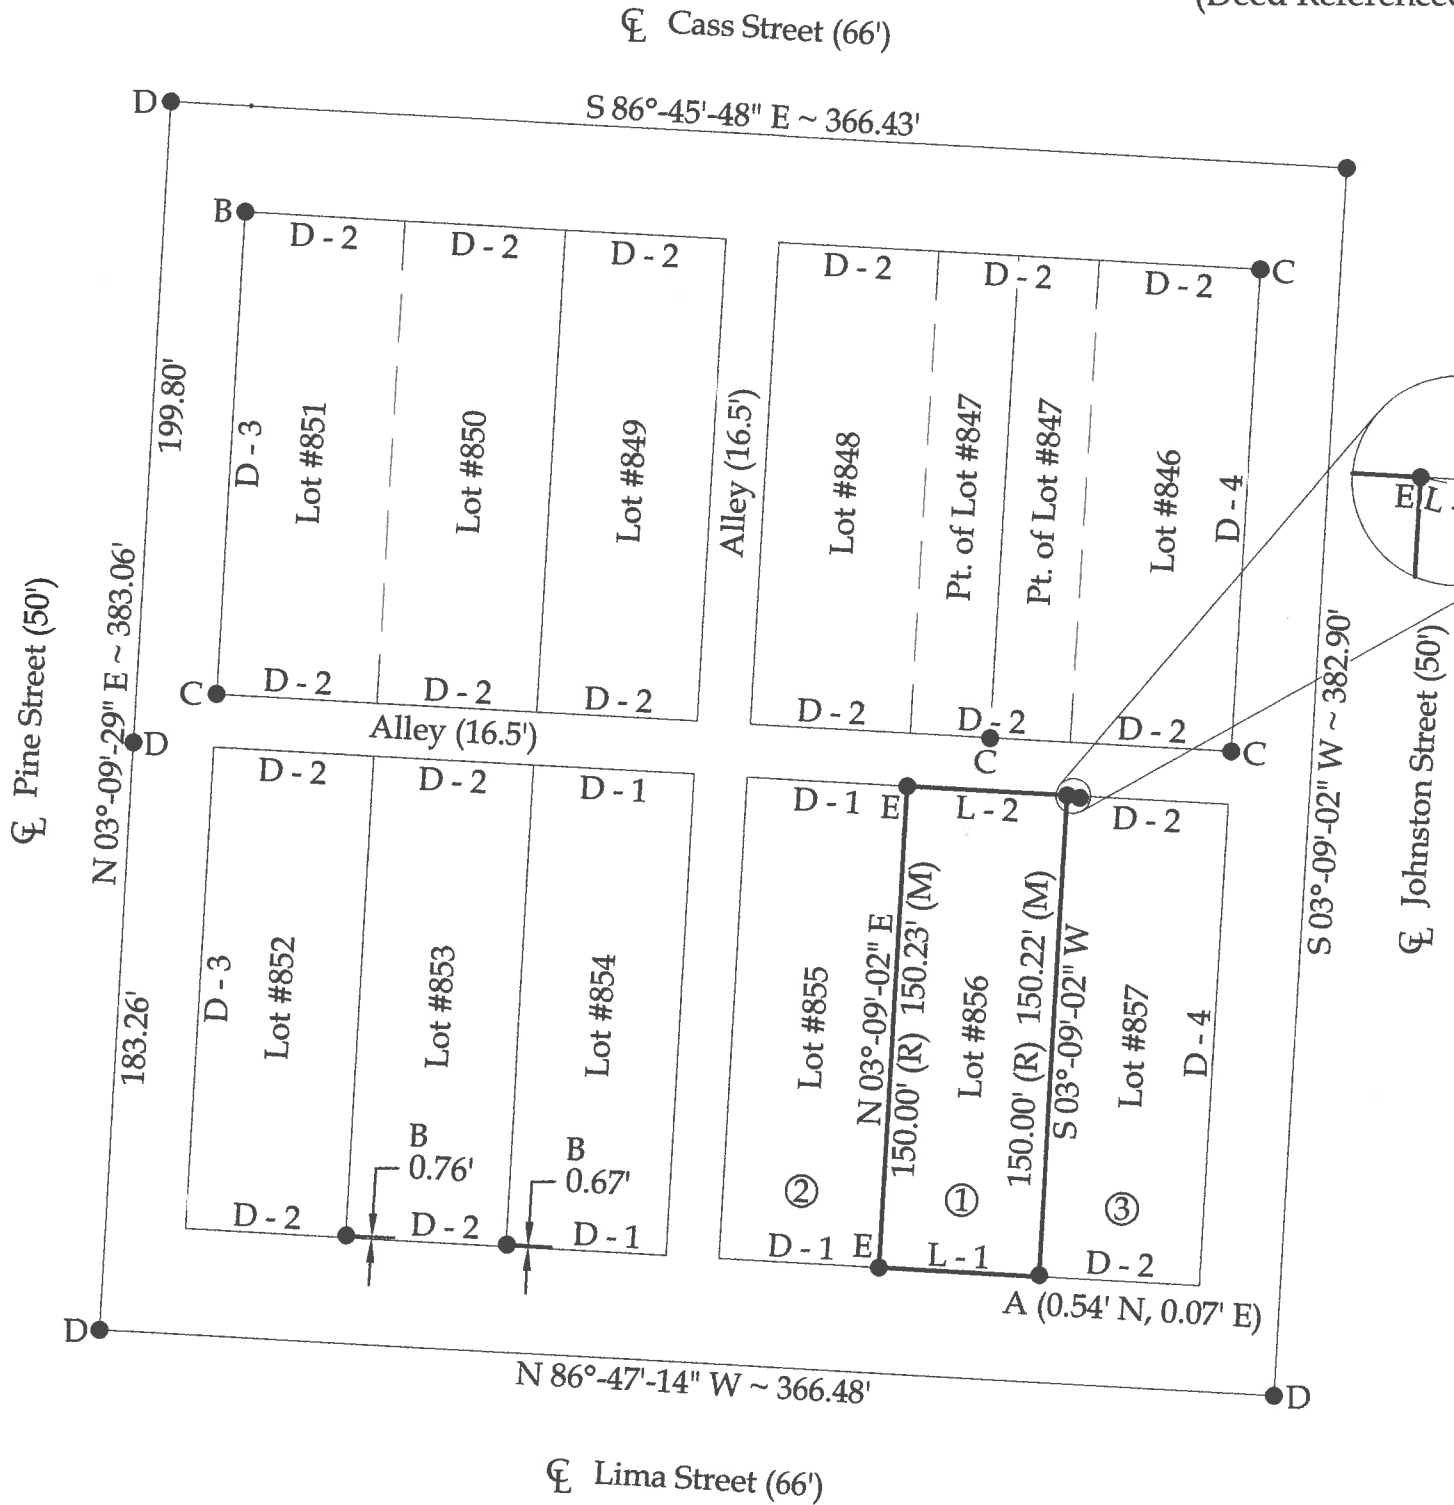 (Deed Referenced
℄ Cass Street (66')
D
S 86°-45'-48" E ~ 366.43'
B
D - 2
D - 2
D - 2
D - 2
D - 2
D - 2
C
199.80'
D - 3
Lot #851
Lot #850
Lot #849
Alley (16.5')
Lot #848
Pt. of Lot #847
Pt. of Lot #847
Lot #846
D - 4
E
L
℄ Pine Street (50')
N 03°-09'-29" E ~ 383.06'
S 03°-09'-02" W ~ 382.90'
℄ Johnston Street (50')
C
D - 2
D - 2
D - 2
D - 2
D - 2
D - 2
C
C
D
Alley (16.5')
D - 2
D - 2
D - 1
D - 1
E
L - 2
D - 2
183.26'
D - 3
Lot #852
Lot #853
Lot #854
Lot #855
N 03°-09'-02" E
150.00' (R) 150.23' (M)
Lot #856
150.00' (R) 150.22' (M)
S 03°-09'-02" W
Lot #857
D - 4
B
0.76'
B
0.67'
2
1
3
D - 2
D - 2
D - 1
D - 1
E
L - 1
D - 2
A (0.54' N, 0.07' E)
D
N 86°-47'-14" W ~ 366.48'
D
℄ Lima Street (66')